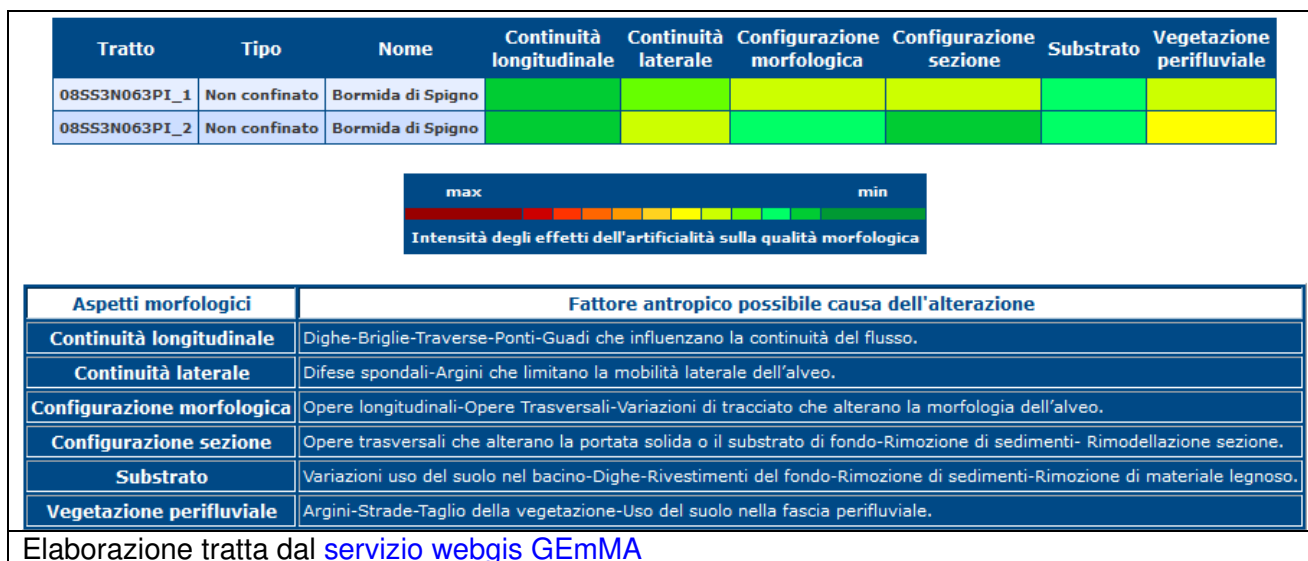 Tratto Tipo Nome Continuità longitudinale Continuità laterale Configurazione morfologica Configurazione sezione Substrato Vegetazione perifluviale
08SS3N063PI_1 Non confinato Bormida di Spigno
08SS3N063PI_2 Non confinato Bormida di Spigno
max min
Intensità degli effetti dell'artificialità sulla qualità morfologica
Aspetti morfologici Fattore antropico possibile causa dell'alterazione
Continuità longitudinale Dighe-Briglie-Traverse-Ponti-Guadi che influenzano la continuità del flusso.
Continuità laterale Difese spondali-Argini che limitano la mobilità laterale dell'alveo.
Configurazione morfologica Opere longitudinali-Opere Trasversali-Variazioni di tracciato che alterano la morfologia dell'alveo.
Configurazione sezione Opere trasversali che alterano la portata solida o il substrato di fondo-Rimozione di sedimenti- Rimodellazione sezione.
Substrato Variazioni uso del suolo nel bacino-Dighe-Rivestimenti del fondo-Rimozione di sedimenti-Rimozione di materiale legnoso.
Vegetazione perifluviale Argini-Strade-Taglio della vegetazione-Uso del suolo nella fascia perifluviale.
Elaborazione tratta dal servizio webgis GEmMA